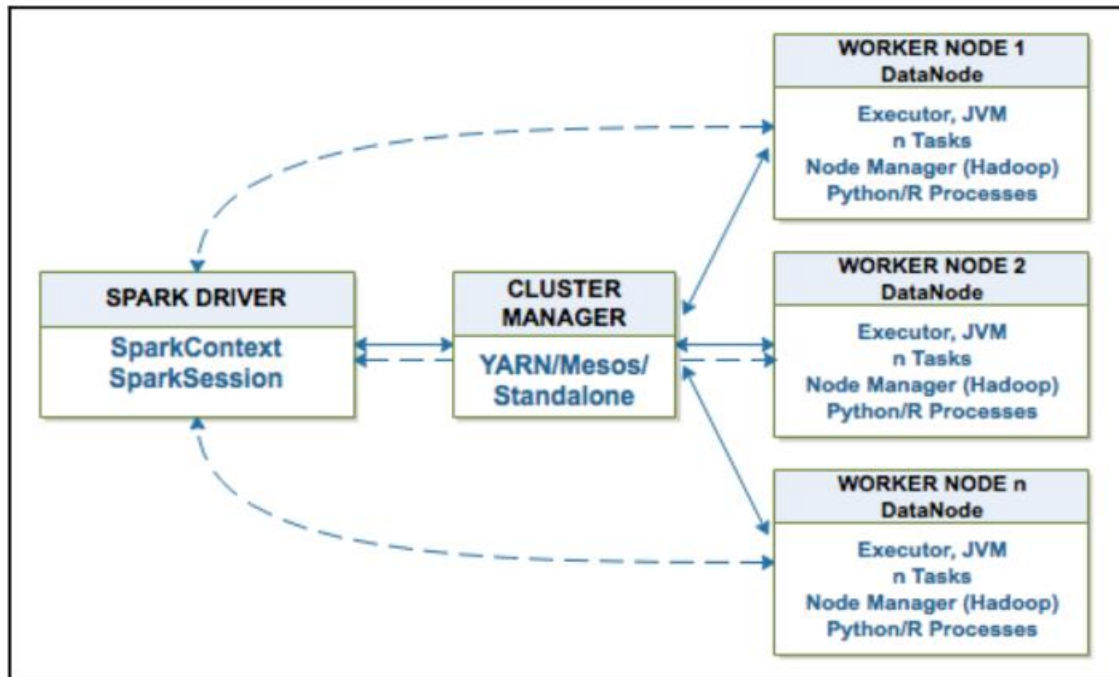 WORKER NODE 1
DataNode
Executor, JVM
n Tasks
Node Manager (Hadoop)
Python/R Processes
SPARK DRIVER
SparkContext
SparkSession
CLUSTER
MANAGER
YARN/Mesos/
Standalone
WORKER NODE 2
DataNode
Executor, JVM
n Tasks
Node Manager (Hadoop)
Python/R Processes
WORKER NODE n
DataNode
Executor, JVM
n Tasks
Node Manager (Hadoop)
Python/R Processes